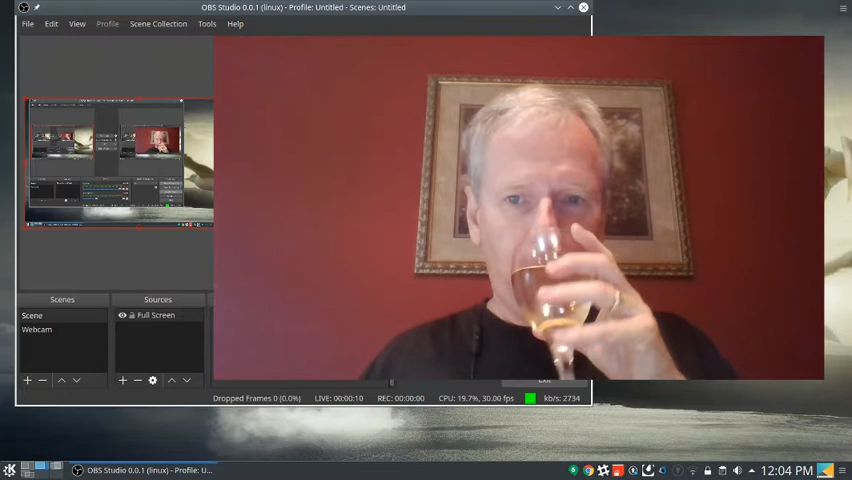 OBS Studio 0.0.1 (linux) - Profile: Untitled - Scenes: Untitled
File Edit View Profile Scene Collection Tools Help
Scenes Sources
Scene Full Screen
Webcam
Exit
Dropped Frames 0 (0.0%) LIVE: 00:00:10 REC: 00:00:00 CPU: 19.7%, 30.00 fps kb/s: 2734
OBS Studio 0.0.1 (linux) - Profile: U... 12:04 PM